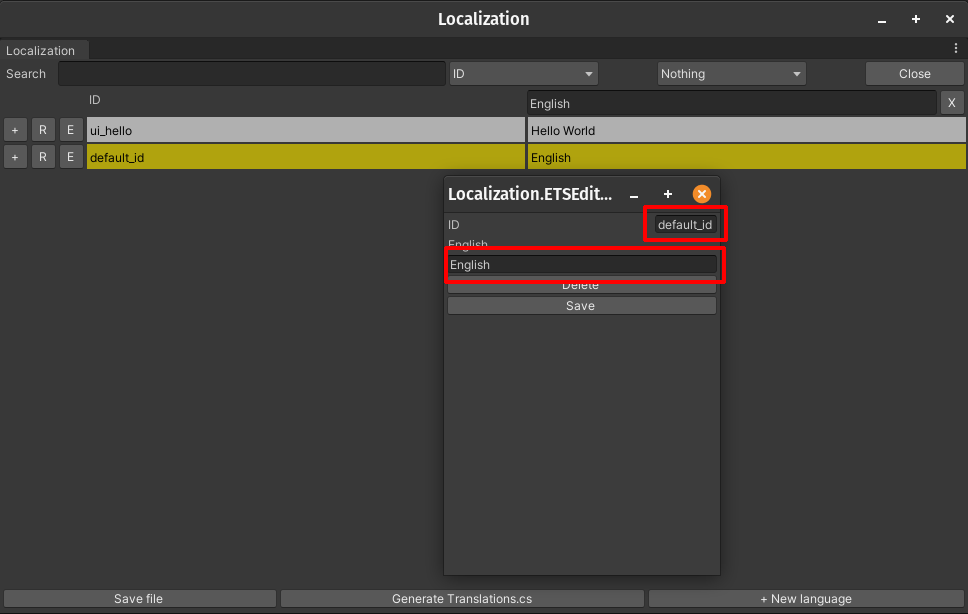 Localization
Localization
Search
ID
Nothing
Close
ID
English
X
+ R E ui_hello Hello World
+ R E default_id English
Localization.ETSEdit...
ID default_id
English
English
Delete
Save
Save file
Generate Translations.cs
+ New language